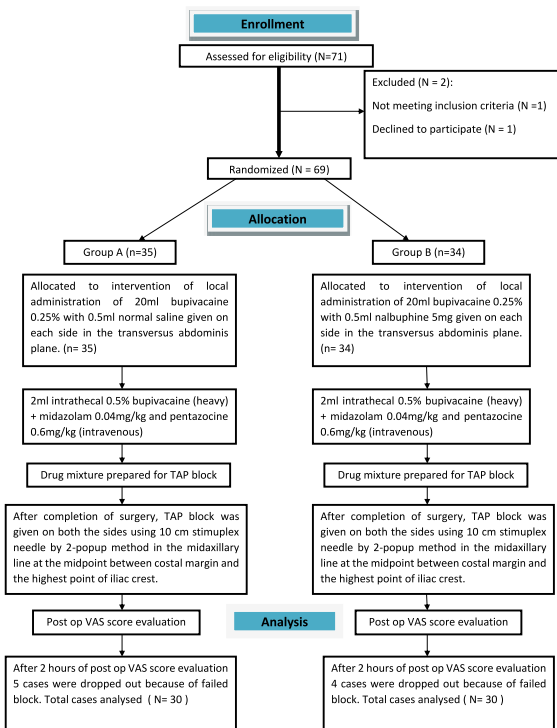 Enrollment
Assessed for eligibility (N=71)
Excluded (N = 2):
Not meeting inclusion criteria (N =1)
Declined to participate (N = 1)
Randomized (N = 69)
Allocation
Group A (n=35)
Group B (n=34)
Allocated to intervention of local
administration of 20ml bupivacaine
0.25% with 0.5ml normal saline given on
each side in the transversus abdominis
plane. (n= 35)
Allocated to intervention of local
administration of 20ml bupivacaine 0.25%
with 0.5ml nalbuphine 5mg given on each
side in the transversus abdominis plane.
(n= 34)
2ml intrathecal 0.5% bupivacaine (heavy)
+ midazolam 0.04mg/kg and pentazocine
0.6mg/kg (intravenous)
2ml intrathecal 0.5% bupivacaine (heavy)
+ midazolam 0.04mg/kg and pentazocine
0.6mg/kg (intravenous)
Drug mixture prepared for TAP block
Drug mixture prepared for TAP block
After completion of surgery, TAP block was
given on both the sides using 10 cm stimuplex
needle by 2-popup method in the midaxillary
line at the midpoint between costal margin and
the highest point of iliac crest.
After completion of surgery, TAP block was
given on both the sides using 10 cm stimuplex
needle by 2-popup method in the midaxillary
line at the midpoint between costal margin and
the highest point of iliac crest.
Post op VAS score evaluation
Analysis
Post op VAS score evaluation
After 2 hours of post op VAS score evaluation
5 cases were dropped out because of failed
block. Total cases analysed ( N= 30 )
After 2 hours of post op VAS score evaluation
4 cases were dropped out because of failed
block. Total cases analysed ( N= 30 )